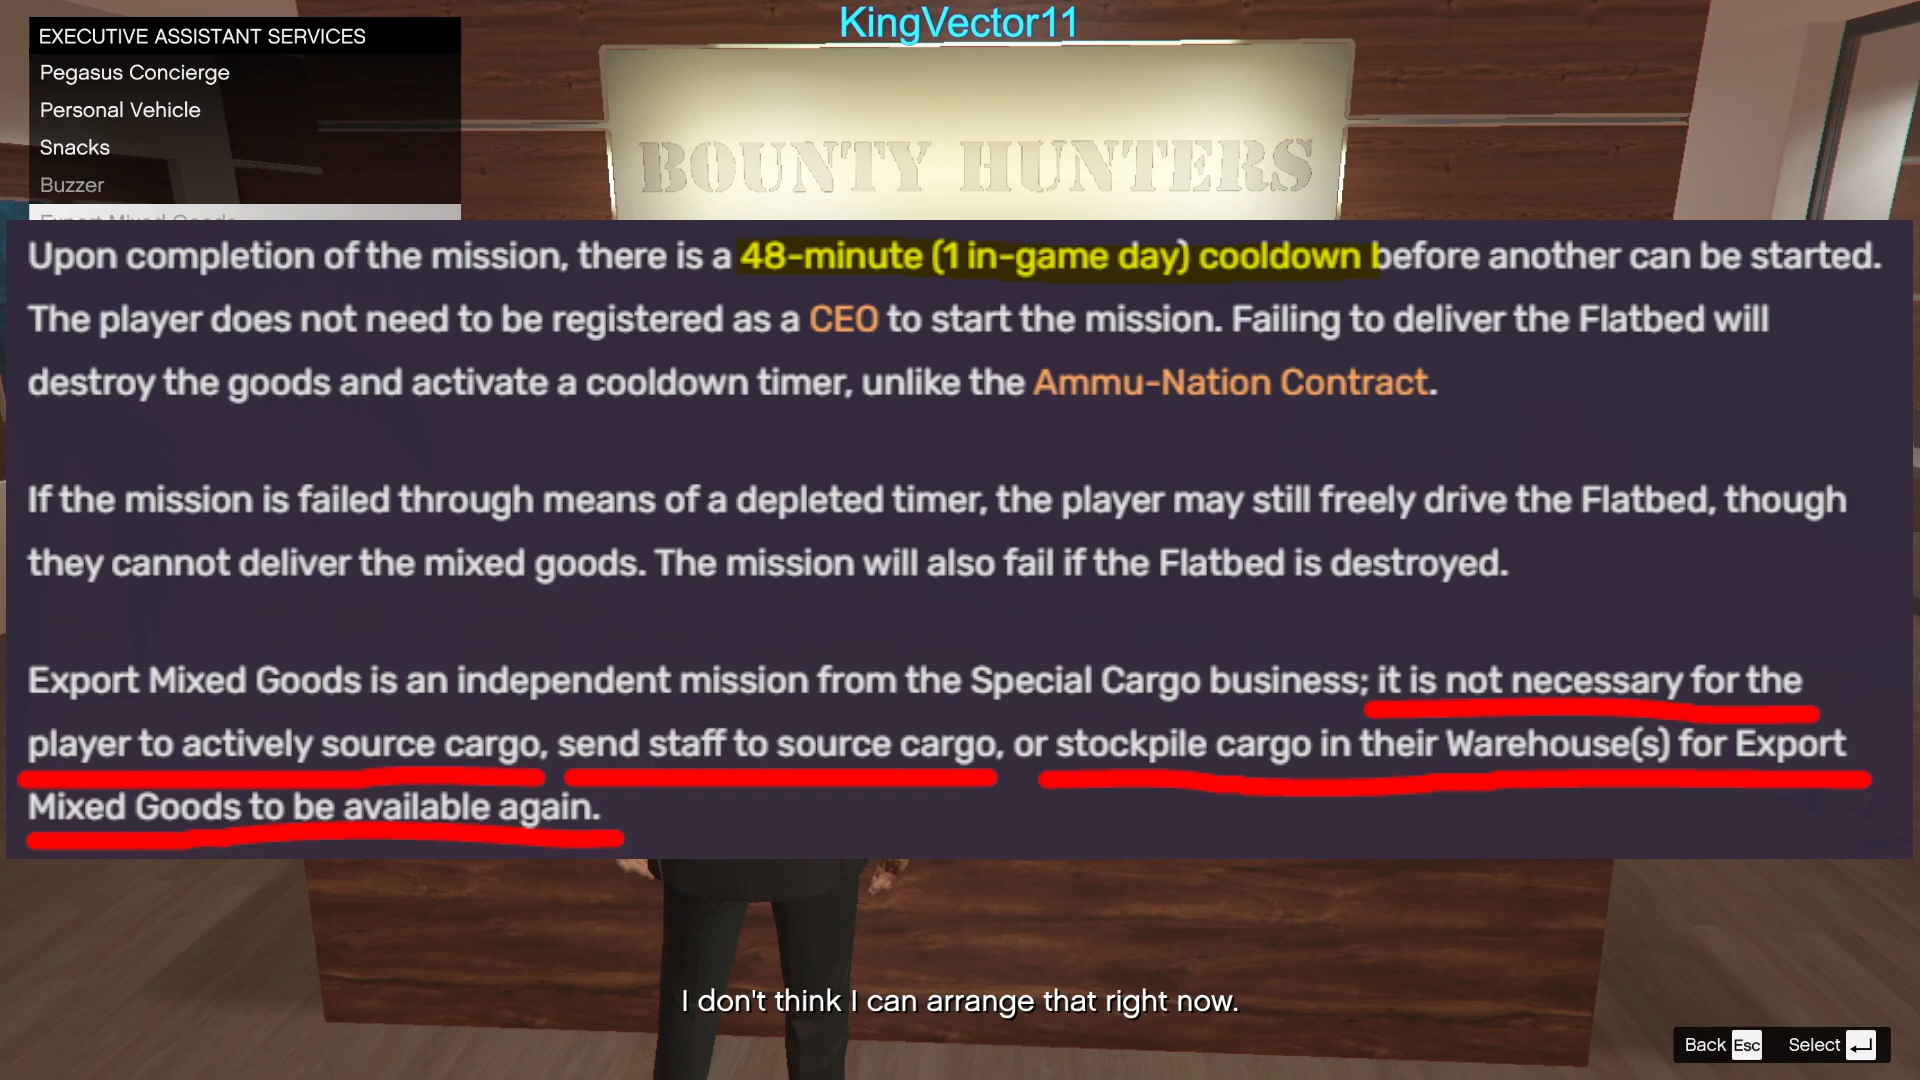 KingVector11
EXECUTIVE ASSISTANT SERVICES
Pegasus Concierge
Personal Vehicle
Snacks
Buzzer
Export Mixed Goods
BOUNTY HUNTERS
Upon completion of the mission, there is a 48-minute (1 in-game day) cooldown before another can be started.
The player does not need to be registered as a CEO to start the mission. Failing to deliver the Flatbed will
destroy the goods and activate a cooldown timer, unlike the Ammu-Nation Contract.
If the mission is failed through means of a depleted timer, the player may still freely drive the Flatbed, though
they cannot deliver the mixed goods. The mission will also fail if the Flatbed is destroyed.
Export Mixed Goods is an independent mission from the Special Cargo business; it is not necessary for the
player to actively source cargo, send staff to source cargo, or stockpile cargo in their Warehouse(s) for Export
Mixed Goods to be available again.
I don't think I can arrange that right now.
Back Esc Select